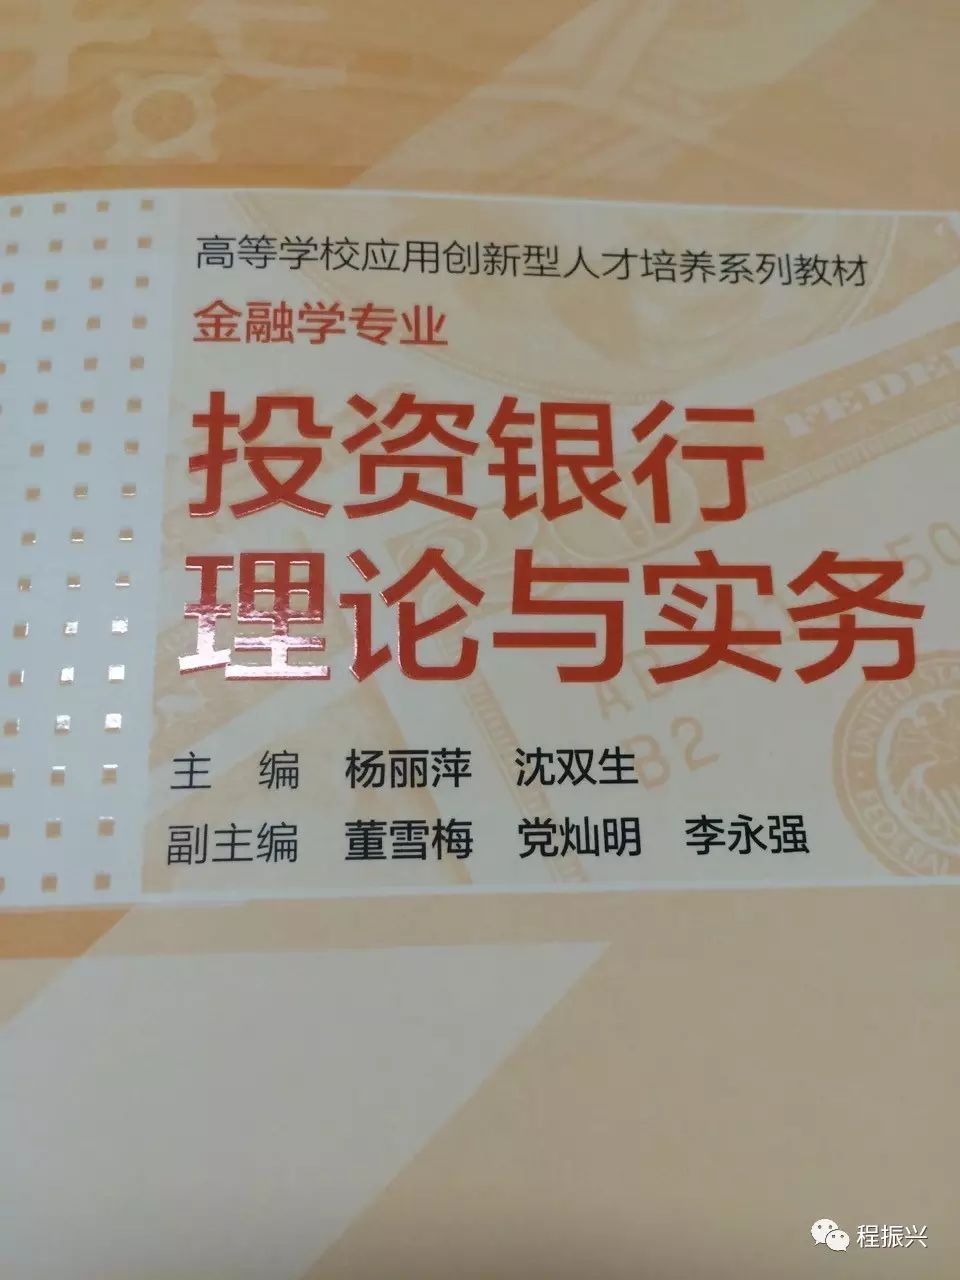 高等学校应用创新型人才培养系列教材
金融学专业
投资银行
理论与实务
主 编 杨丽萍 沈双生
副主编 董雪梅 党灿明 李永强
FEDE
50
B2
UNITED STA
FEDERAL
程振兴